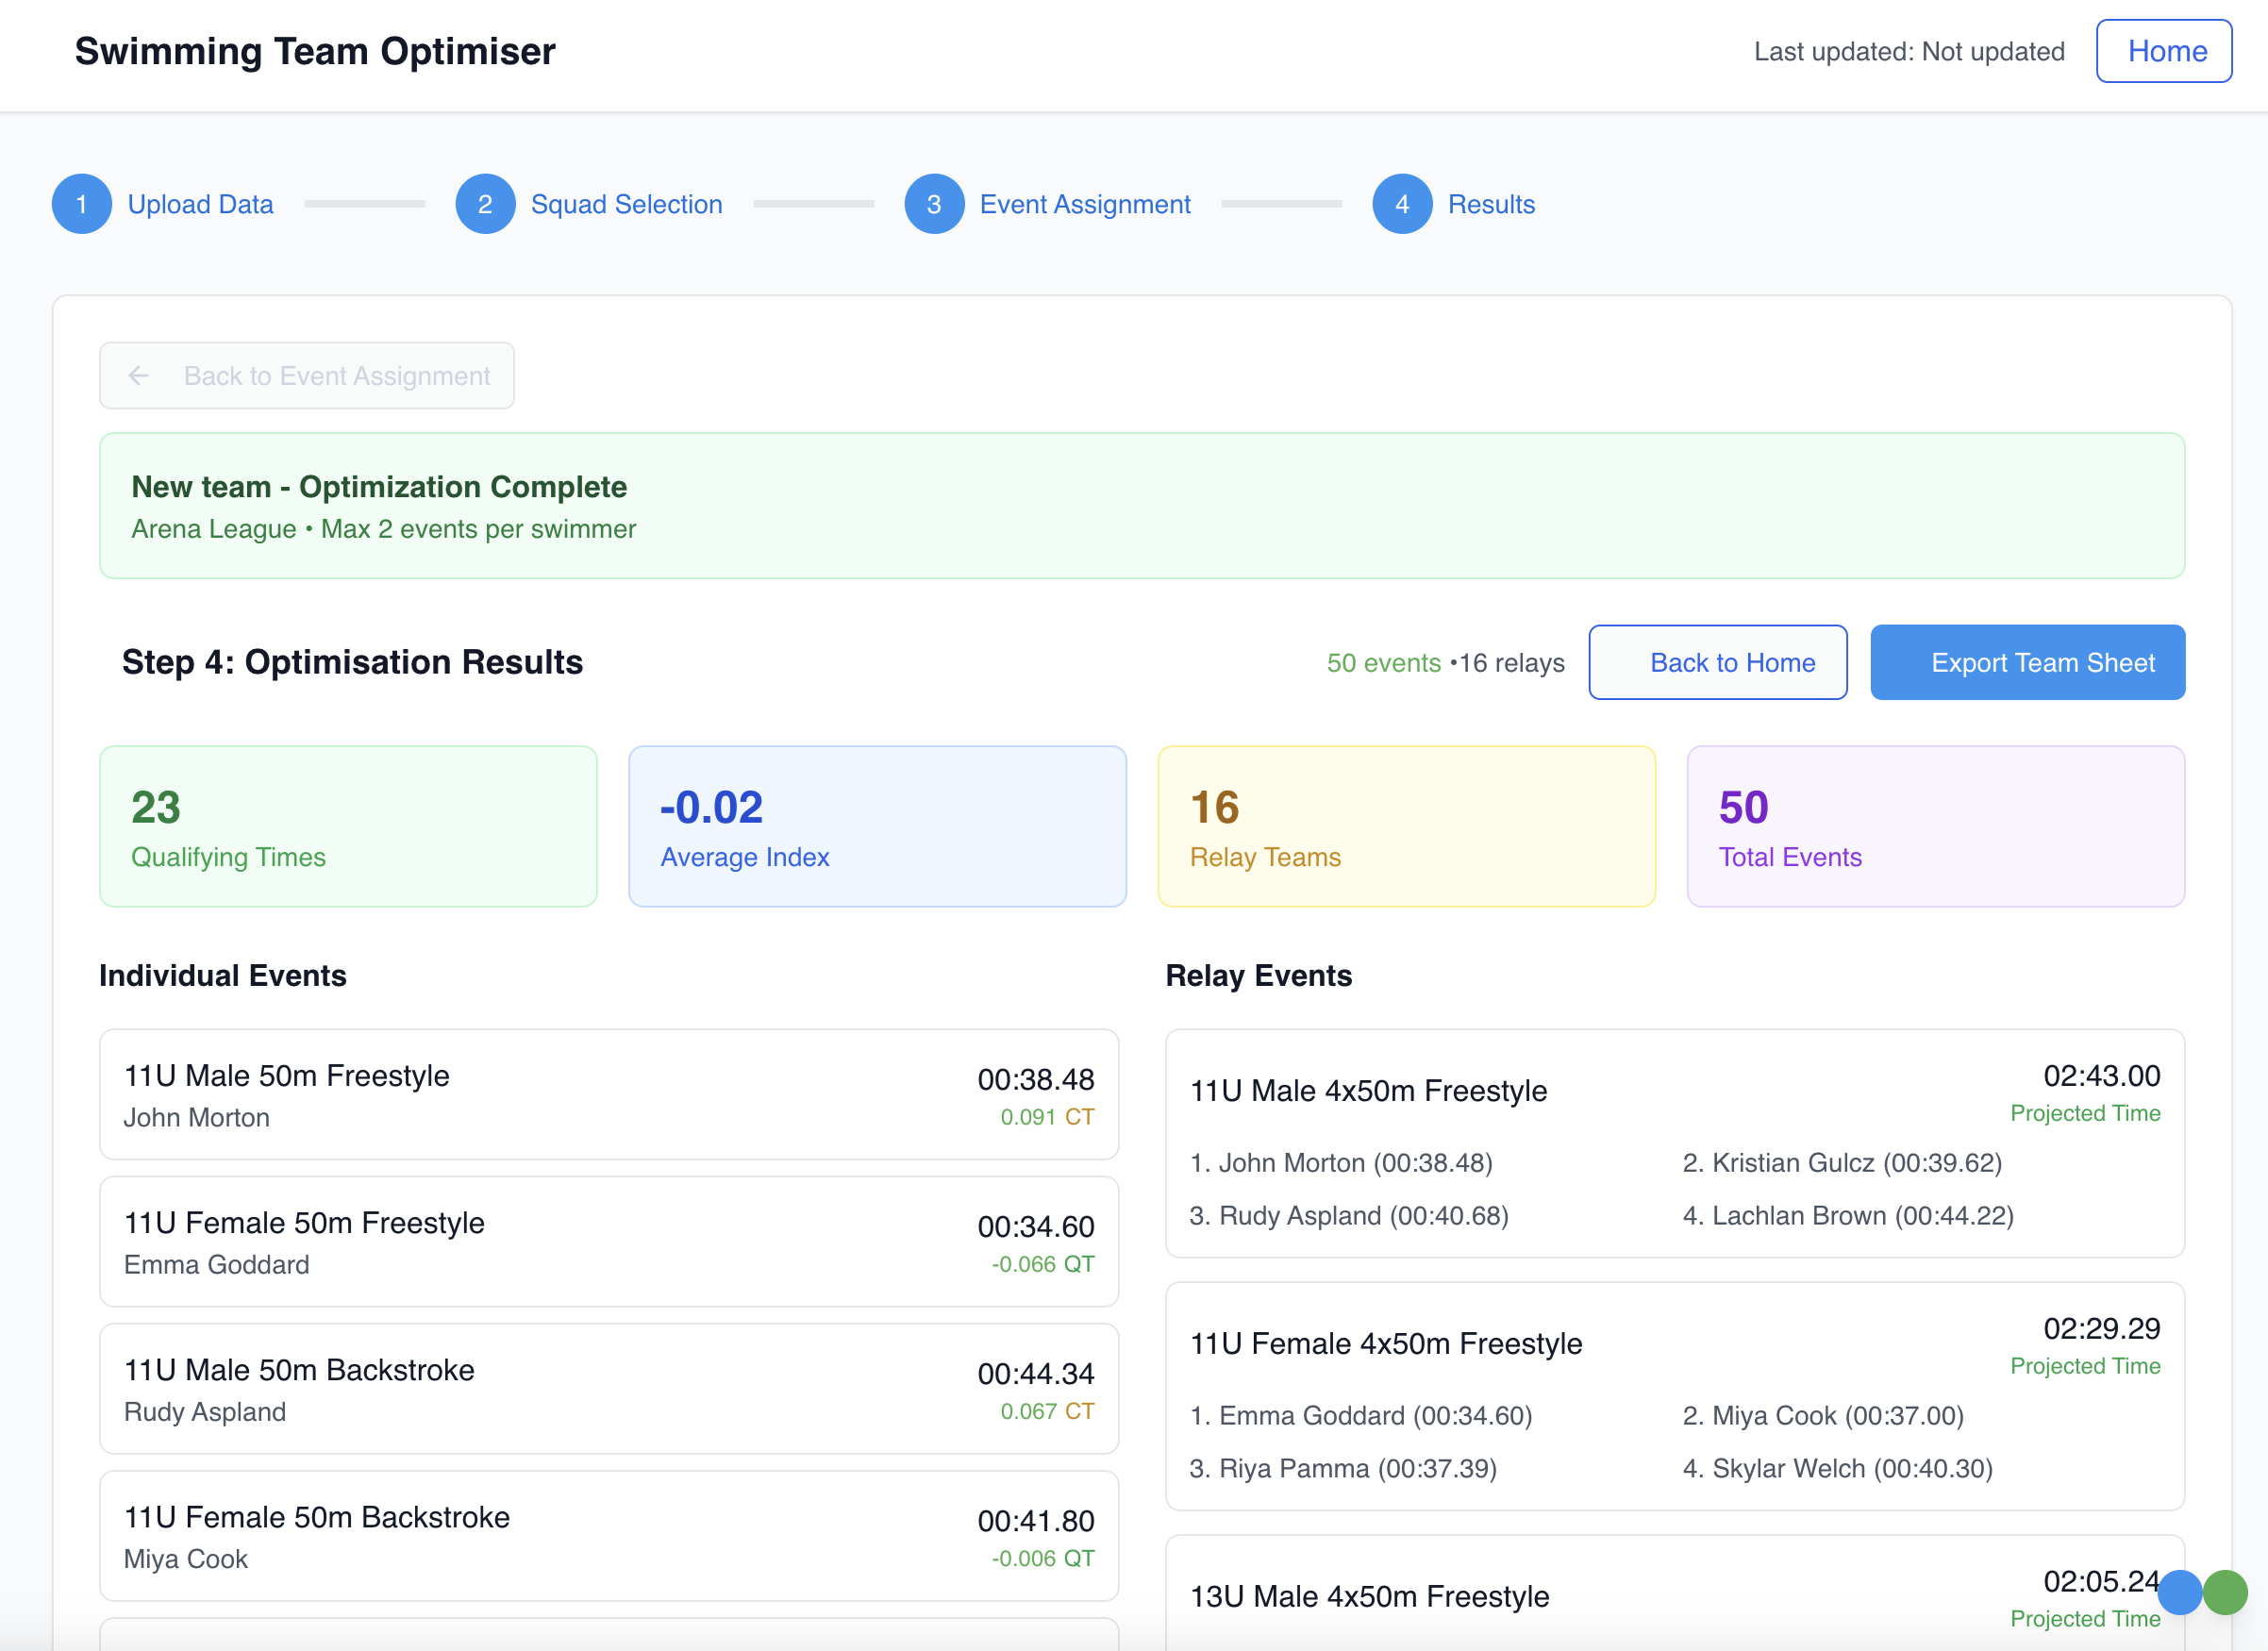 Swimming Team Optimiser
Last updated: Not updated
Home
1 Upload Data
2 Squad Selection
3 Event Assignment
4 Results
← Back to Event Assignment
New team - Optimization Complete
Arena League • Max 2 events per swimmer
Step 4: Optimisation Results
50 events •16 relays
Back to Home
Export Team Sheet
23
Qualifying Times
-0.02
Average Index
16
Relay Teams
50
Total Events
Individual Events
11U Male 50m Freestyle
John Morton
00:38.48
0.091 CT
11U Female 50m Freestyle
Emma Goddard
00:34.60
-0.066 QT
11U Male 50m Backstroke
Rudy Aspland
00:44.34
0.067 CT
11U Female 50m Backstroke
Miya Cook
00:41.80
-0.006 QT
Relay Events
11U Male 4x50m Freestyle
02:43.00
Projected Time
1. John Morton (00:38.48)
2. Kristian Gulcz (00:39.62)
3. Rudy Aspland (00:40.68)
4. Lachlan Brown (00:44.22)
11U Female 4x50m Freestyle
02:29.29
Projected Time
1. Emma Goddard (00:34.60)
2. Miya Cook (00:37.00)
3. Riya Pamma (00:37.39)
4. Skylar Welch (00:40.30)
13U Male 4x50m Freestyle
02:05.24
Projected Time